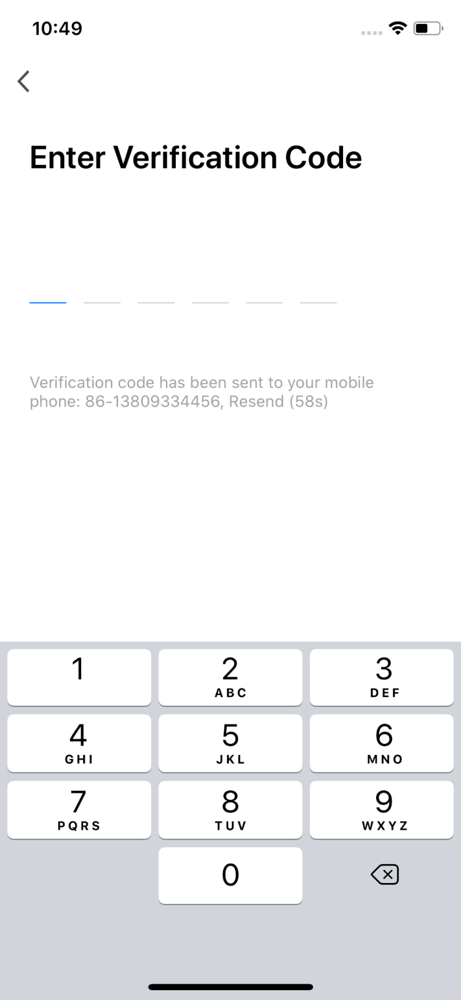 10:49
Enter Verification Code
Verification code has been sent to your mobile
phone: 86-13809334456, Resend (58s)
1
2
3
ABC
DEF
4
5
6
GHI
JKL
MNO
7
8
9
PQRS
TUV
WXYZ
0